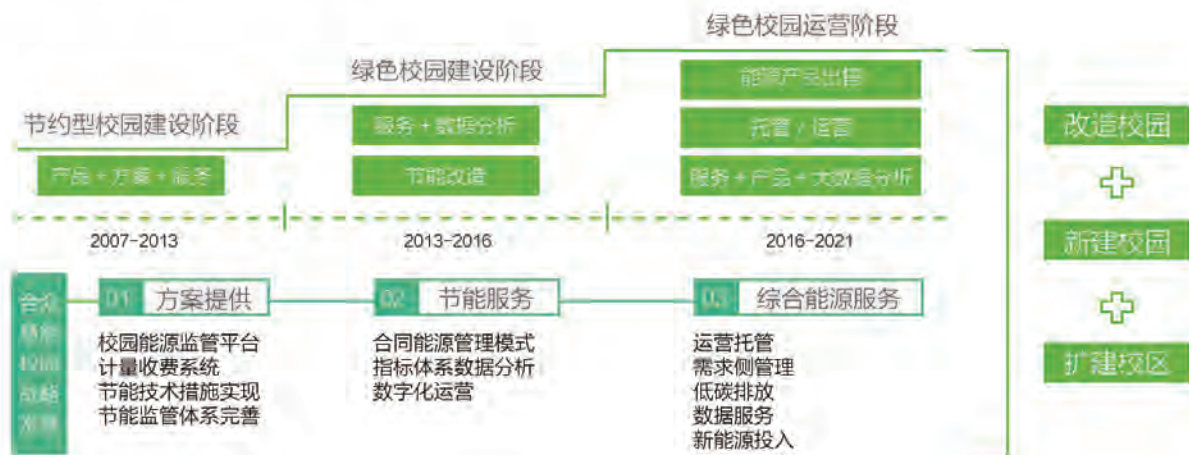 绿色校园运营阶段
绿色校园建设阶段
节约型校园建设阶段
能源产品出售
服务+数据分析
托管/运营
产品+方案+服务
节能改造
服务+产品+大数据分析
改造校园
新建校园
扩建校区
2007-2013
2013-2016
2016-2021
01 方案提供
校园能源监管平台
计量收费系统
节能技术措施实现
节能监管体系完善
02 节能服务
合同能源管理模式
指标体系数据分析
数字化运营
03 综合能源服务
运营托管
需求侧管理
低碳排放
数据服务
新能源投入